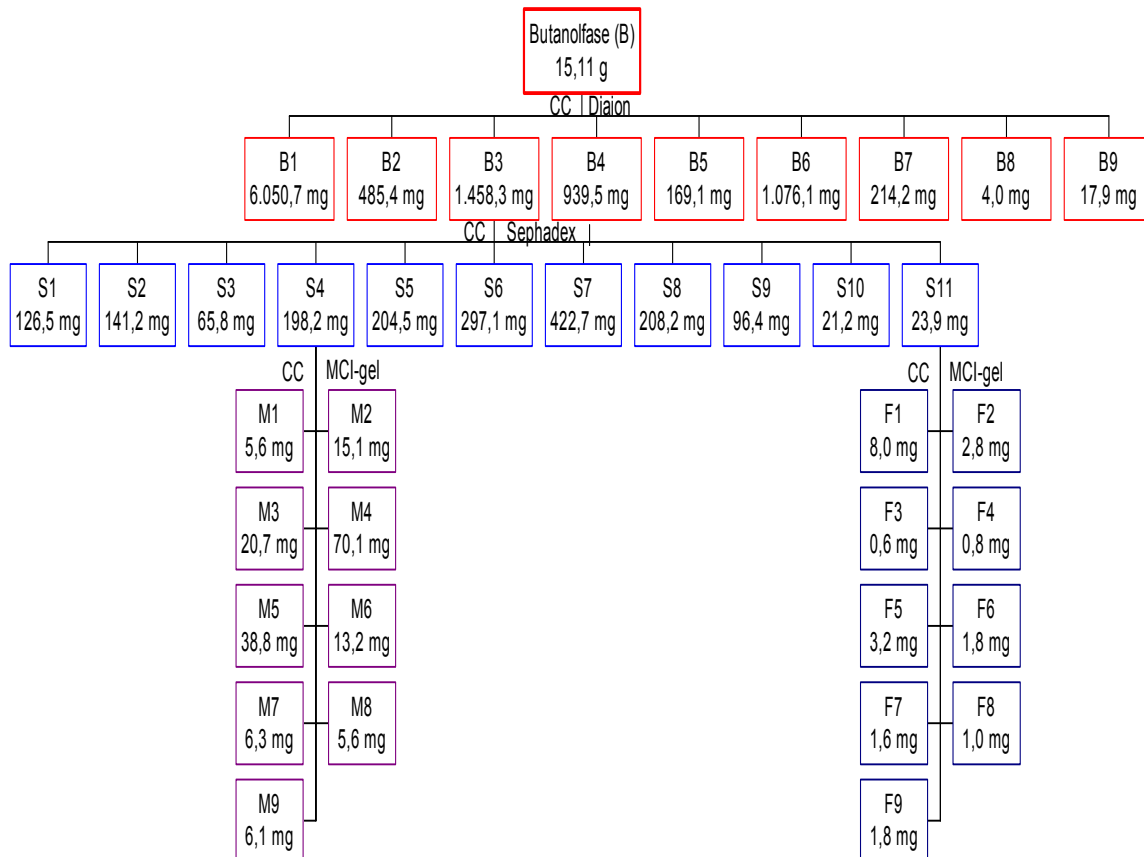 Butanolfase (B)
15,11 g
CC Diaion
B1 B2 B3 B4 B5 B6 B7 B8 B9
6.050,7 mg 485,4 mg 1.458,3 mg 939,5 mg 169,1 mg 1.076,1 mg 214,2 mg 4,0 mg 17,9 mg
CC Sephadex
S1 S2 S3 S4 S5 S6 S7 S8 S9 S10 S11
126,5 mg 141,2 mg 65,8 mg 198,2 mg 204,5 mg 297,1 mg 422,7 mg 208,2 mg 96,4 mg 21,2 mg 23,9 mg
CC MCI-gel CC MCI-gel
M1 M2 F1 F2
5,6 mg 15,1 mg 8,0 mg 2,8 mg
M3 M4 F3 F4
20,7 mg 70,1 mg 0,6 mg 0,8 mg
M5 M6 F5 F6
38,8 mg 13,2 mg 3,2 mg 1,8 mg
M7 M8 F7 F8
6,3 mg 5,6 mg 1,6 mg 1,0 mg
M9 F9
6,1 mg 1,8 mg